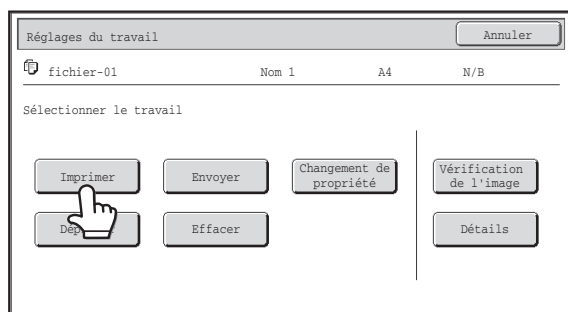 Réglages du travail Annuler
fichier-01 Nom 1 A4 N/B
Sélectionner le travail
Imprimer Envoyer Changement de propriété Vérification de l'image
Effacer Détails